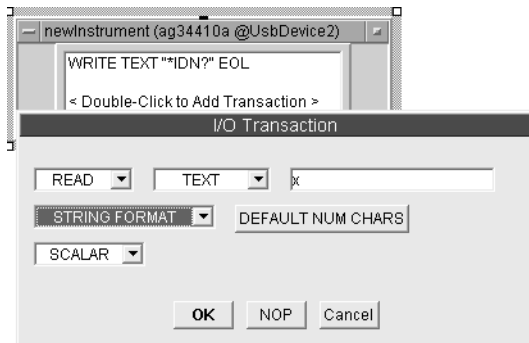 newInstrument (ag34410a @UsbDevice2)
WRITE TEXT "*IDN?" EOL
< Double-Click to Add Transaction >
I/O Transaction
READ TEXT x
STRING FORMAT DEFAULT NUM CHARS
SCALAR
OK NOP Cancel